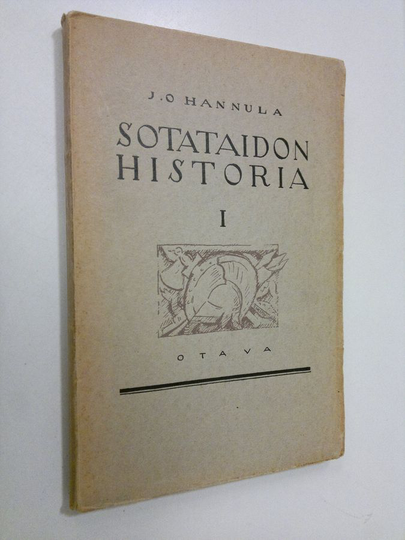 J. O HANNULA
SOTATAIDON
HISTORIA
I
OTAVA